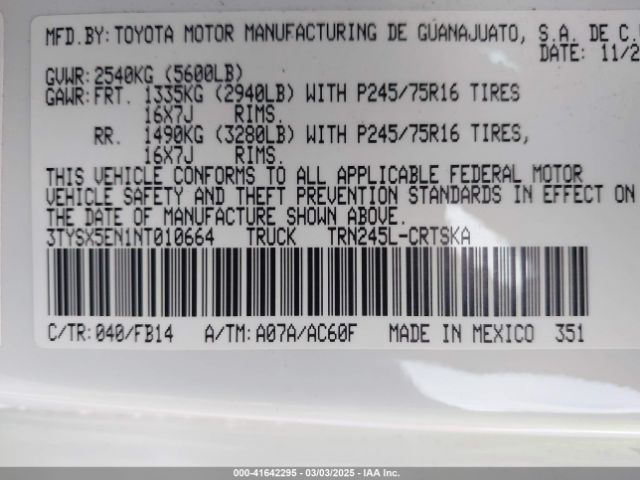 MFD.BY: TOYOTA MOTOR MANUFACTURING DE GUANAJUATO, S.A. DE C.
DATE: 11/2
GVWR: 2540KG (5600LB)
GAWR: FRT. 1335KG (2940LB) WITH P245/75R16 TIRES
16X7J RIMS.
RR. 1490KG (3280LB) WITH P245/75R16 TIRES,
16X7J RIMS.
THIS VEHICLE CONFORMS TO ALL APPLICABLE FEDERAL MOTOR
VEHICLE SAFETY AND THEFT PREVENTION STANDARDS IN EFFECT ON
THE DATE OF MANUFACTURE SHOWN ABOVE.
3TYSX5EN1NT010664 TRUCK TRN245L-CRTSKA
C/TR: 040/FB14 A/TM: A07A/AC60F MADE IN MEXICO 351
000-41642295 - 03/03/2025 - IAA Inc.